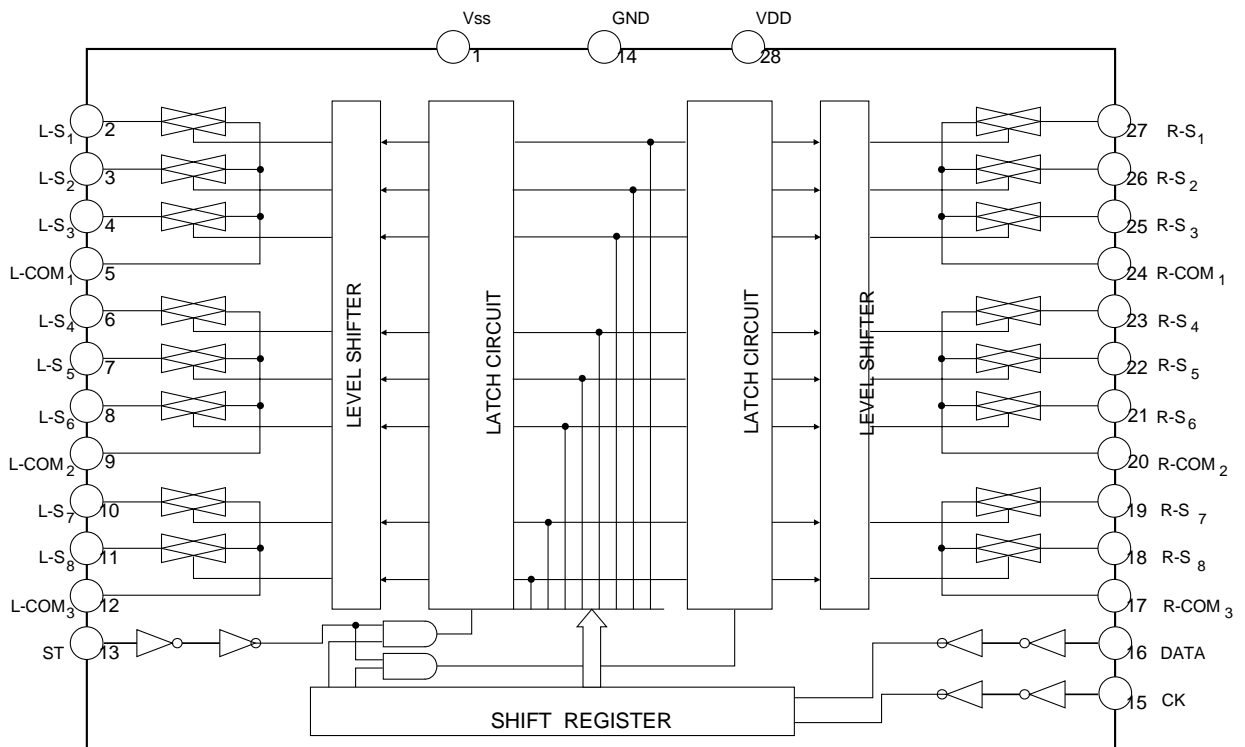 Vss GND VDD
1 14 28
L-S1 2 27 R-S1
L-S2 3 26 R-S2
L-S3 4 25 R-S3
L-COM1 5 24 R-COM1
L-S4 6 23 R-S4
L-S5 7 22 R-S5
L-S6 8 21 R-S6
L-COM2 9 20 R-COM2
L-S7 10 19 R-S7
L-S8 11 18 R-S8
L-COM3 12 17 R-COM3
ST 13 16 DATA
15 CK
LEVEL SHIFTER
LATCH CIRCUIT
LATCH CIRCUIT
LEVEL SHIFTER
SHIFT REGISTER